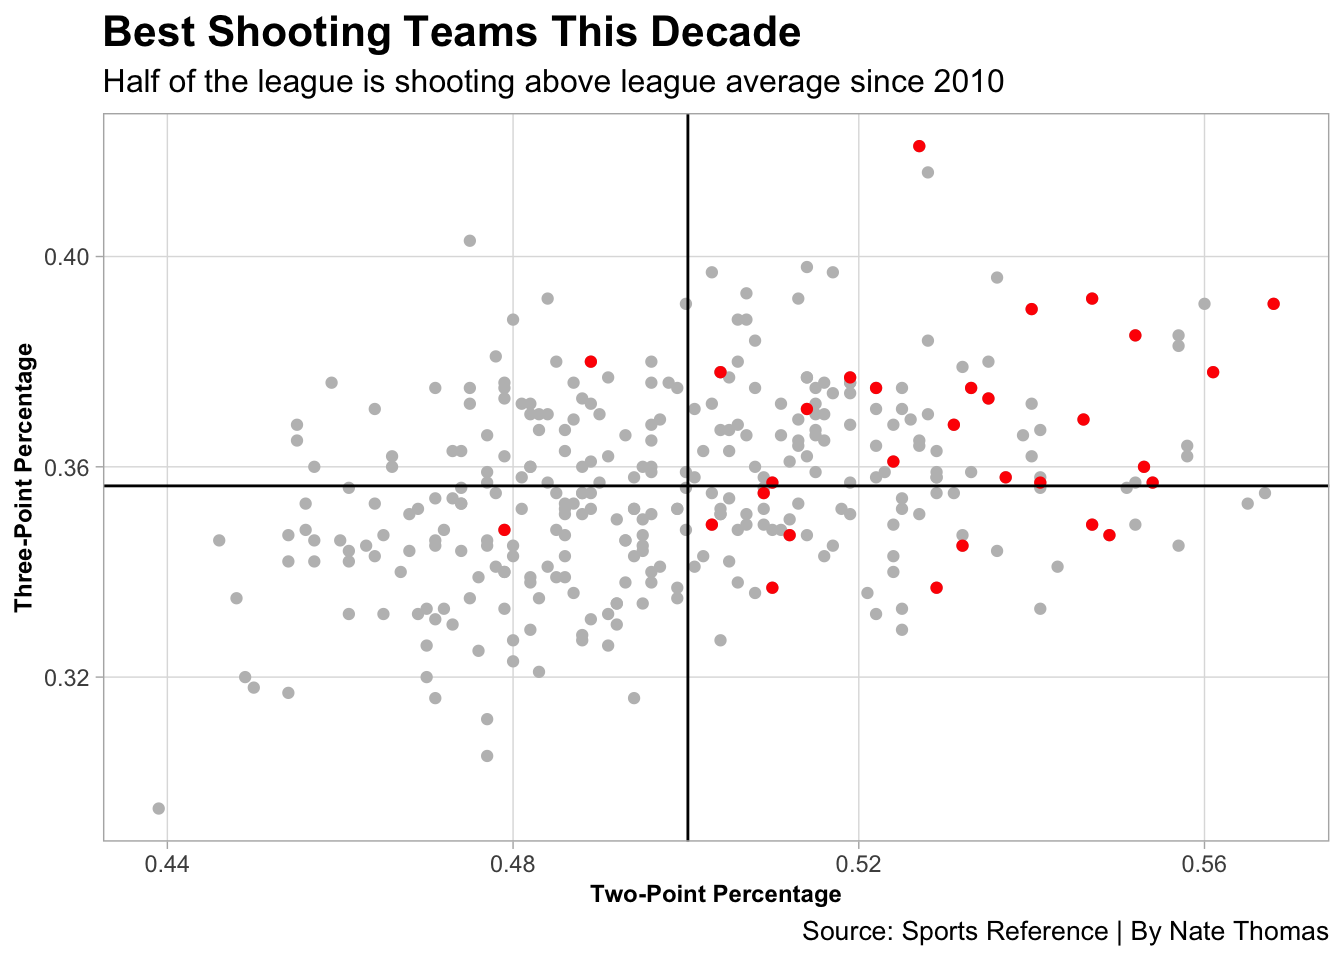 Best Shooting Teams This Decade
Half of the league is shooting above league average since 2010
Three-Point Percentage
0.40
0.36
0.32
0.44
0.48
0.52
0.56
Two-Point Percentage
Source: Sports Reference | By Nate Thomas